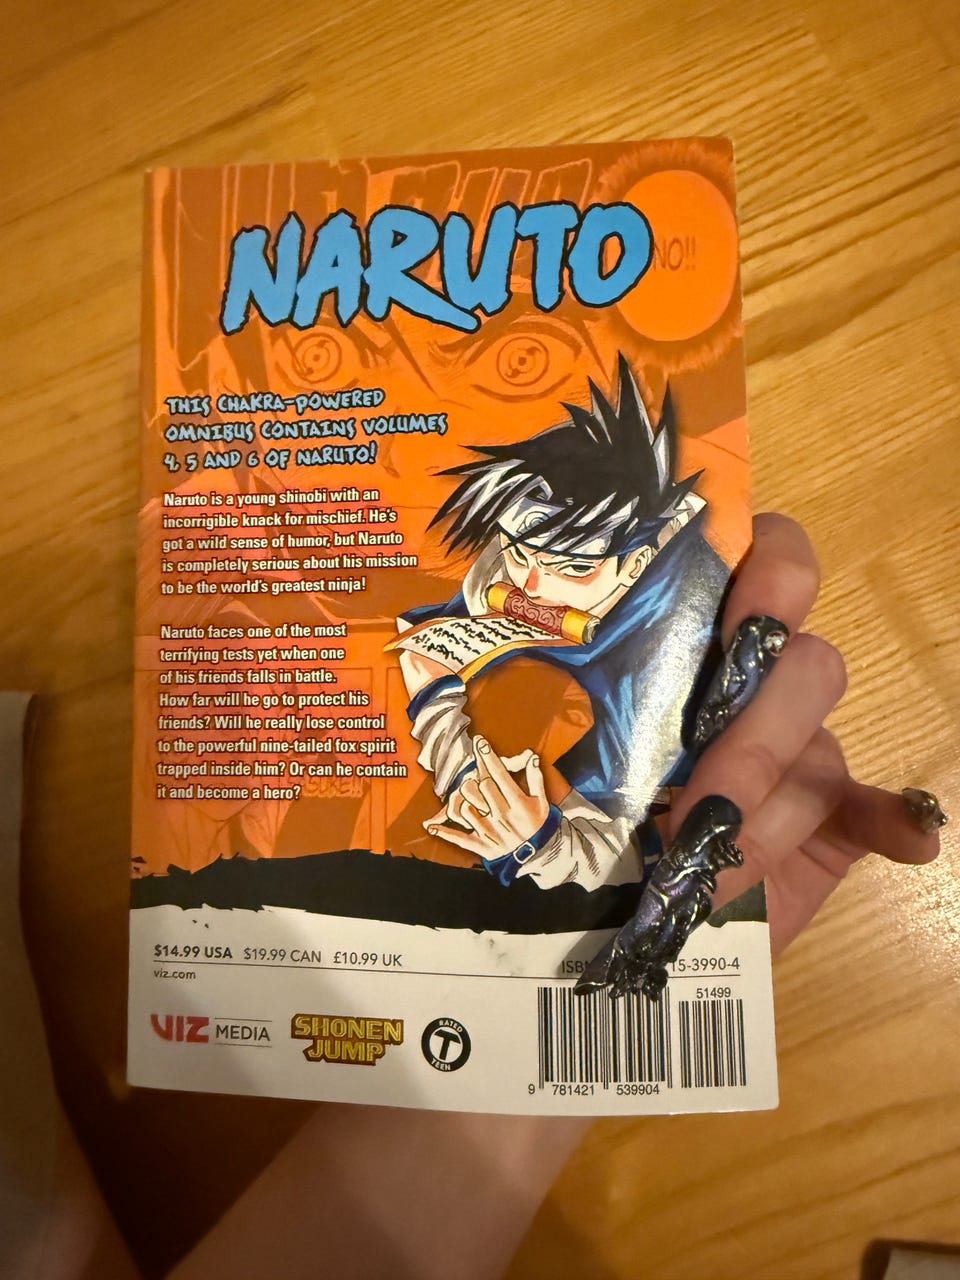 NARUTO
NO!!
THIS CHAKRA-POWERED
OMNIBUS CONTAINS VOLUMES
4, 5 AND 6 OF NARUTO!
Naruto is a young shinobi with an
incorrigible knack for mischief. He's
got a wild sense of humor, but Naruto
is completely serious about his mission
to be the world's greatest ninja!
Naruto faces one of the most
terrifying tests yet when one
of his friends falls in battle.
How far will he go to protect his
friends? Will he really lose control
to the powerful nine-tailed fox spirit
trapped inside him? Or can he contain
it and become a hero?
$14.99 USA $19.99 CAN £10.99 UK
viz.com
ISBN 15-3990-4
51499
VIZ MEDIA
SHONEN
JUMP
RATED
T
TEEN
9 781421 539904